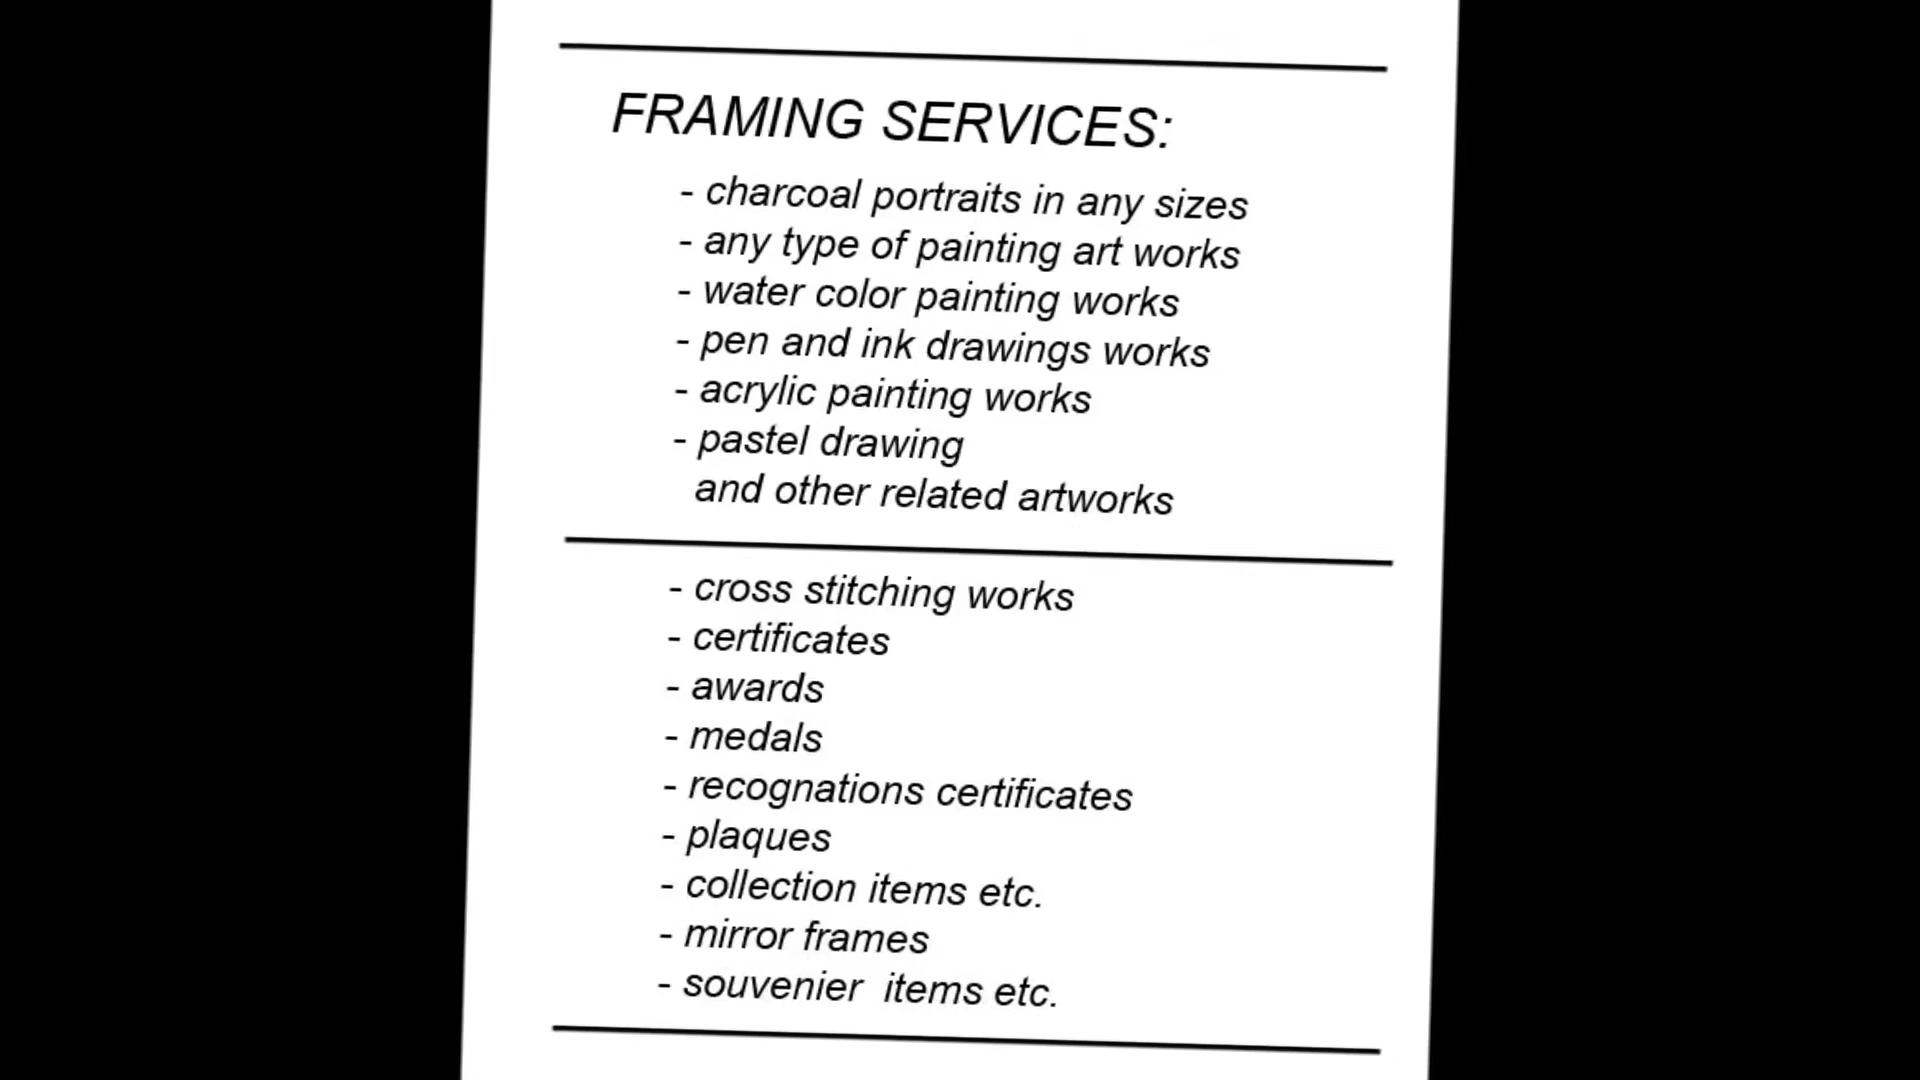 FRAMING SERVICES:
- charcoal portraits in any sizes
- any type of painting art works
- water color painting works
- pen and ink drawings works
- acrylic painting works
- pastel drawing
and other related artworks
- cross stitching works
- certificates
- awards
- medals
- recognations certificates
- plaques
- collection items etc.
- mirror frames
- souvenier  items etc.